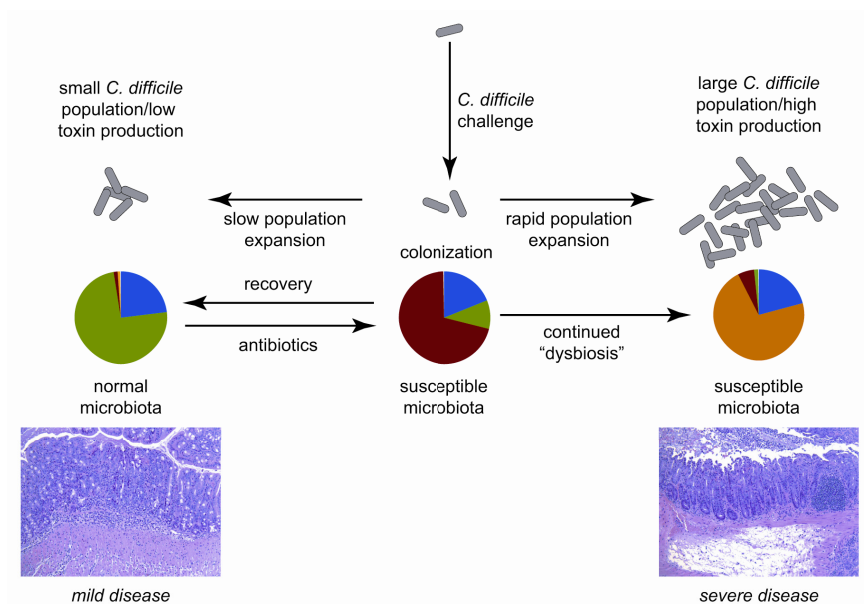 small C. difficile
population/low
toxin production
C. difficile
challenge
large C. difficile
population/high
toxin production
slow population
expansion
colonization
rapid population
expansion
recovery
antibiotics
continued
“dysbiosis”
normal
microbiota
susceptible
microbiota
susceptible
microbiota
mild disease
severe disease